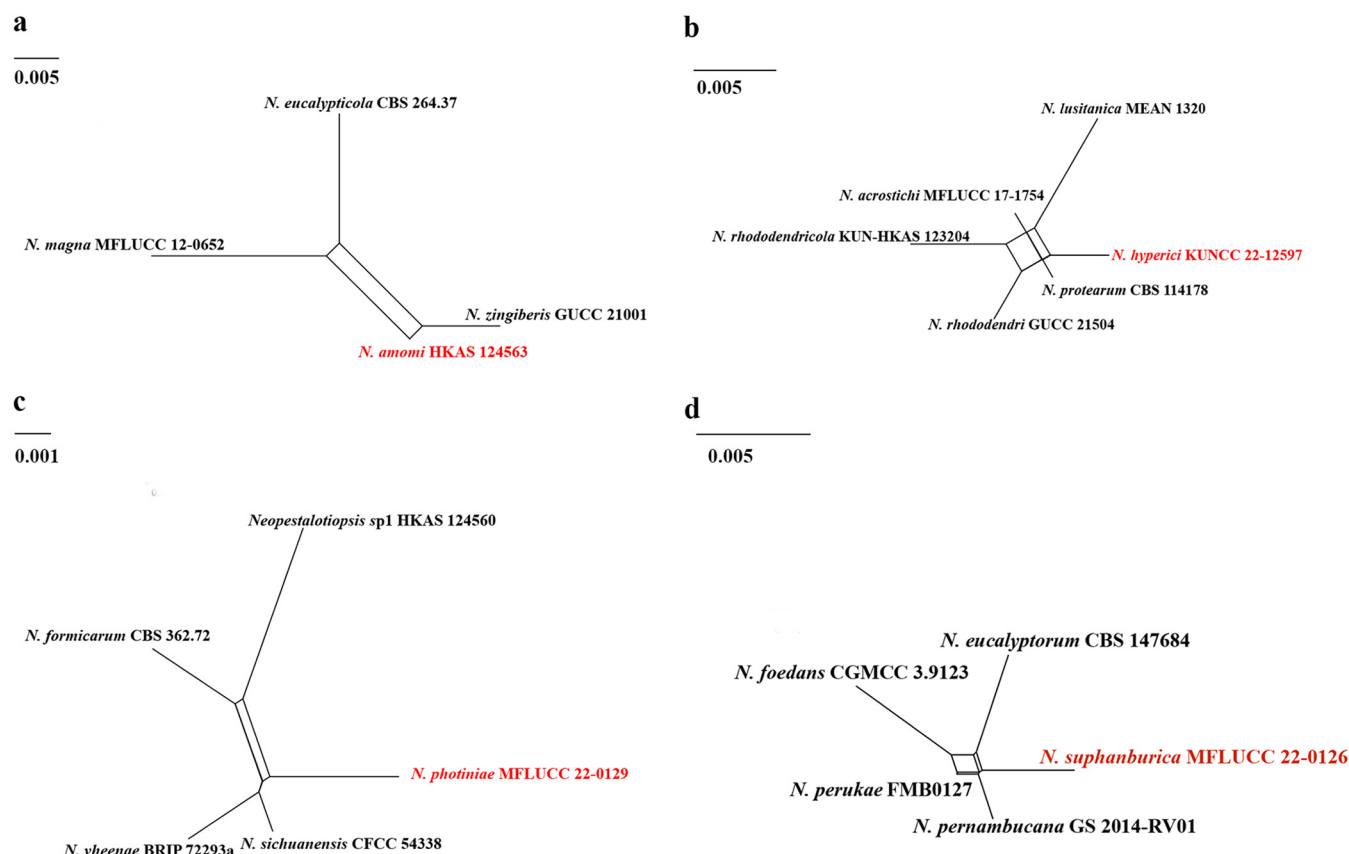 a
0.005
N. eucalypticola CBS 264.37
N. magna MFLUCC 12-0652
N. zingiberis GUCC 21001
N. amomi HKAS 124563
b
0.005
N. lusitanica MEAN 1320
N. acrostichi MFLUCC 17-1754
N. rhododendricola KUN-HKAS 123204
N. hyperici KUNCC 22-12597
N. protearum CBS 114178
N. rhododendri GUCC 21504
c
0.001
Neopestalotiopsis sp1 HKAS 124560
N. formicarum CBS 362.72
N. photiniae MFLUCC 22-0129
N. sichuanensis CFCC 54338
N. vheenae BRIP 72293a
d
0.005
N. eucalyptorum CBS 147684
N. foedans CGMCC 3.9123
N. suphanburica MFLUCC 22-0126
N. perukae FMB0127
N. pernambucana GS 2014-RV01